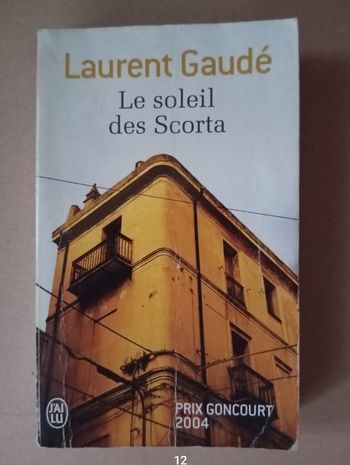 Laurent Gaudé
Le soleil
des Scorta
J'AI
LU
PRIX GONCOURT
2004
12